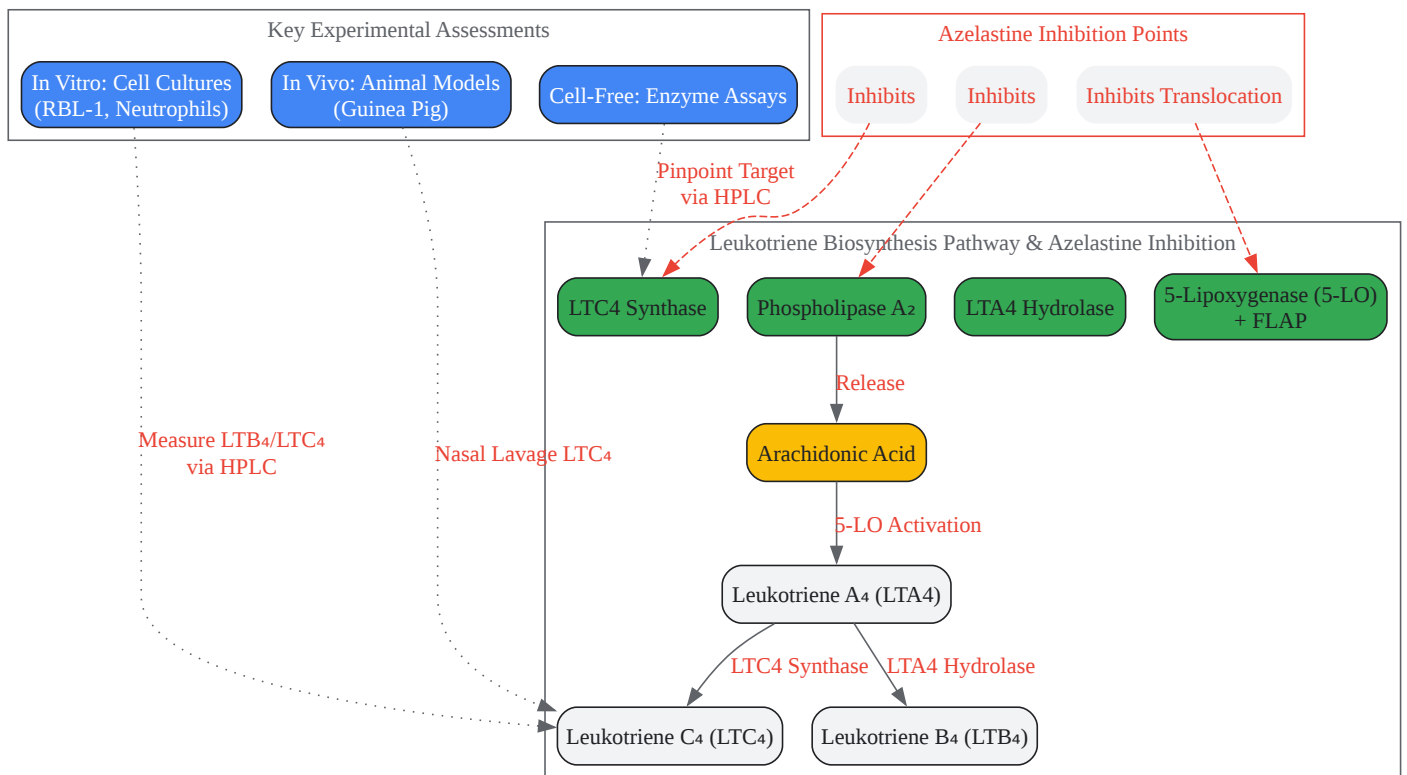 Key Experimental Assessments
In Vitro: Cell Cultures
(RBL-1, Neutrophils)
In Vivo: Animal Models
(Guinea Pig)
Cell-Free: Enzyme Assays
Azelastine Inhibition Points
Inhibits
Inhibits
Inhibits Translocation
Pinpoint Target
via HPLC
Leukotriene Biosynthesis Pathway & Azelastine Inhibition
LTC4 Synthase
Phospholipase A₂
LTA4 Hydrolase
5-Lipoxygenase (5-LO)
+ FLAP
Release
Measure LTB₄/LTC₄
via HPLC
Nasal Lavage LTC₄
Arachidonic Acid
5-LO Activation
Leukotriene A₄ (LTA4)
LTC4 Synthase
LTA4 Hydrolase
Leukotriene C₄ (LTC₄)
Leukotriene B₄ (LTB₄)